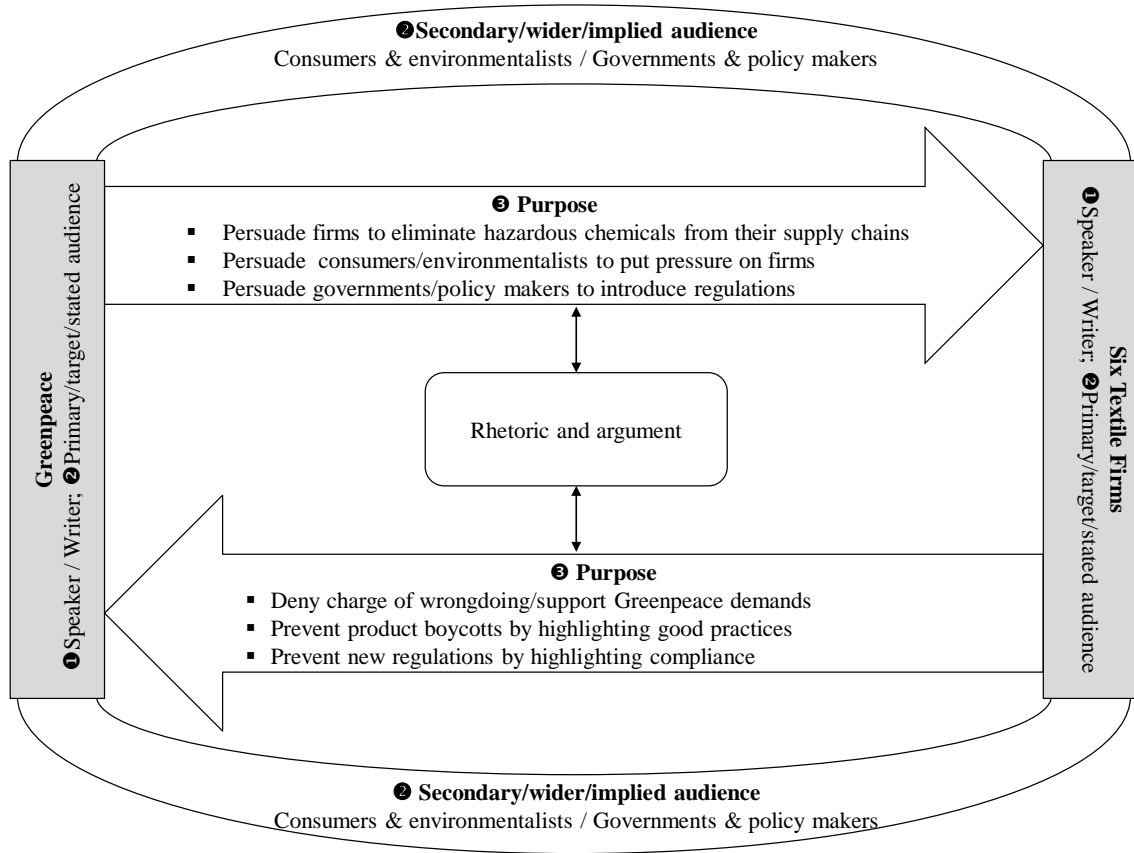 ❷Secondary/wider/implied audience
Consumers & environmentalists / Governments & policy makers
Greenpeace
❶Speaker / Writer; ❷Primary/target/stated audience
❸ Purpose
▪ Persuade firms to eliminate hazardous chemicals from their supply chains
▪ Persuade consumers/environmentalists to put pressure on firms
▪ Persuade governments/policy makers to introduce regulations
Rhetoric and argument
❸ Purpose
▪ Deny charge of wrongdoing/support Greenpeace demands
▪ Prevent product boycotts by highlighting good practices
▪ Prevent new regulations by highlighting compliance
Six Textile Firms
❶Speaker / Writer; ❷Primary/target/stated audience
❷ Secondary/wider/implied audience
Consumers & environmentalists / Governments & policy makers